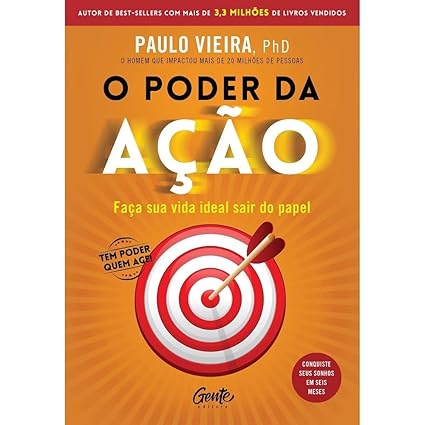 AUTOR DE BEST-SELLERS COM MAIS DE 3,3 MILHÕES DE LIVROS VENDIDOS
PAULO VIEIRA, PhD
O HOMEM QUE IMPACTOU MAIS DE 20 MILHÕES DE PESSOAS
O PODER DA
AÇÃO
Faça sua vida ideal sair do papel
TEM PODER
QUEM AGE!
CONQUISTE
SEUS SONHOS
EM SEIS
MESES
Gente
editora